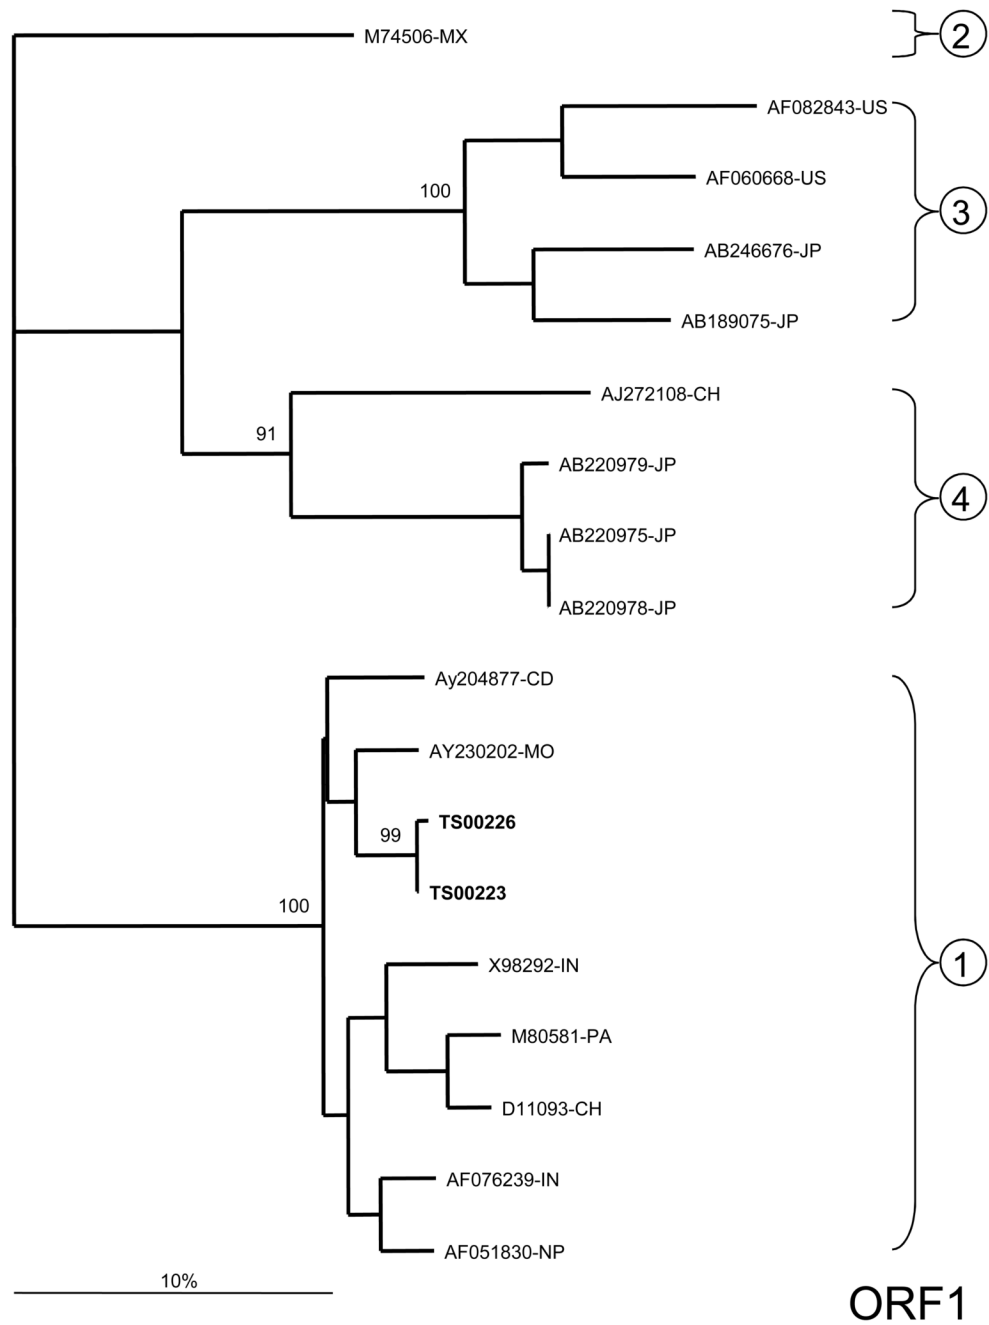 M74506-MX
2
AF082843-US
100
AF060668-US
3
AB246676-JP
AB189075-JP
AJ272108-CH
91
AB220979-JP
4
AB220975-JP
AB220978-JP
Ay204877-CD
AY230202-MO
99
TS00226
TS00223
100
X98292-IN
1
M80581-PA
D11093-CH
AF076239-IN
AF051830-NP
10%
ORF1